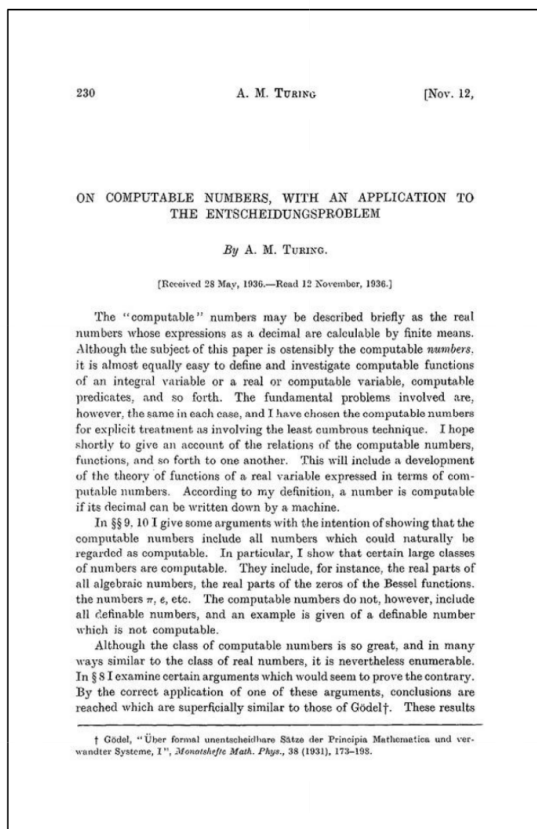 230 A. M. TURING [Nov. 12,
ON COMPUTABLE NUMBERS, WITH AN APPLICATION TO
THE ENTSCHEIDUNGSPROBLEM
By A. M. TURING.
[Received 28 May, 1936.—Read 12 November, 1936.]
The "computable" numbers may be described briefly as the real
numbers whose expressions as a decimal are calculable by finite means.
Although the subject of this paper is ostensibly the computable numbers,
it is almost equally easy to define and investigate computable functions
of an integral variable or a real or computable variable, computable
predicates, and so forth. The fundamental problems involved are,
however, the same in each case, and I have chosen the computable numbers
for explicit treatment as involving the least cumbrous technique. I hope
shortly to give an account of the relations of the computable numbers,
functions, and so forth to one another. This will include a development
of the theory of functions of a real variable expressed in terms of com-
putable numbers. According to my definition, a number is computable
if its decimal can be written down by a machine.
In §§ 9, 10 I give some arguments with the intention of showing that the
computable numbers include all numbers which could naturally be
regarded as computable. In particular, I show that certain large classes
of numbers are computable. They include, for instance, the real parts of
all algebraic numbers, the real parts of the zeros of the Bessel functions.
the numbers π, e, etc. The computable numbers do not, however, include
all definable numbers, and an example is given of a definable number
which is not computable.
Although the class of computable numbers is so great, and in many
ways similar to the class of real numbers, it is nevertheless enumerable.
In § 8 I examine certain arguments which would seem to prove the contrary.
By the correct application of one of these arguments, conclusions are
reached which are superficially similar to those of Gödel†. These results
† Gödel, "Über formal unentscheidbare Sätze der Principia Mathematica und ver-
wandter Systeme, I", Monatshefte Math. Phys., 38 (1931), 173–198.